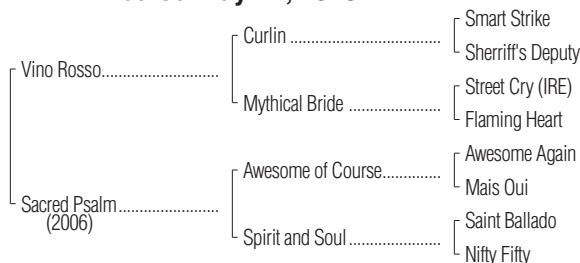 Smart Strike
Curlin ........................................
Sherriff's Deputy
Vino Rosso...............................
Street Cry (IRE)
Mythical Bride ........................
Flaming Heart
Awesome Again
Awesome of Course...............
Mais Oui
Sacred Psalm..........................
(2006)
Saint Ballado
Spirit and Soul ........................
Nifty Fifty